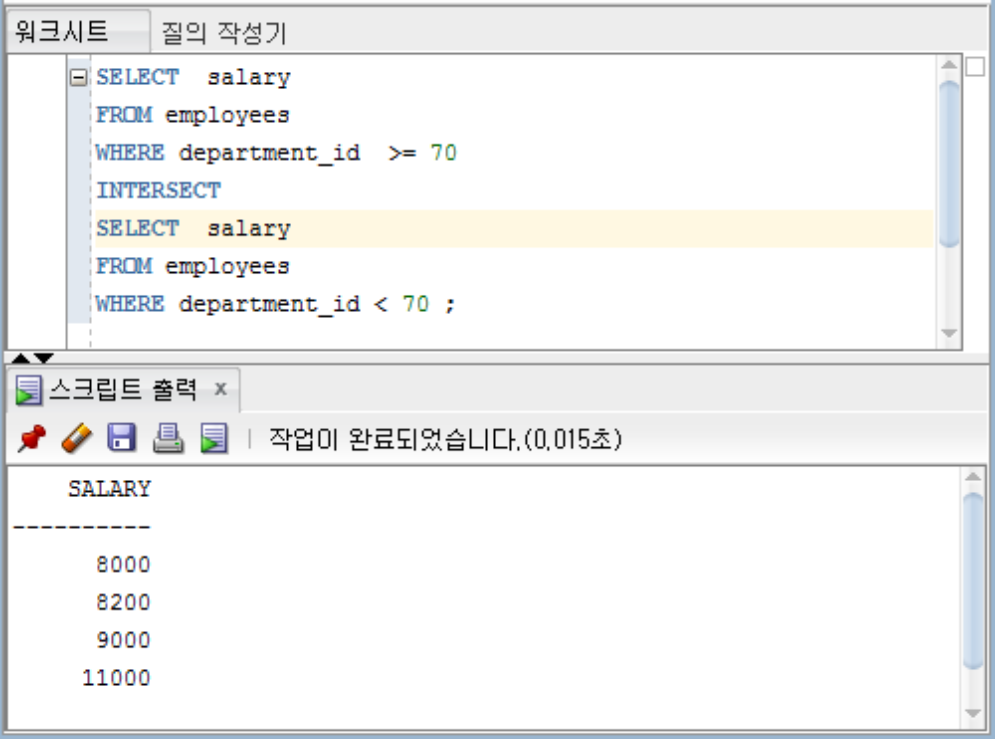 워크시트 질의 작성기
SELECT  salary
FROM employees
WHERE department_id  >= 70
INTERSECT
SELECT  salary
FROM employees
WHERE department_id < 70 ;
스크립트 출력 x
작업이 완료되었습니다.(0.015초)
SALARY
----------
8000
8200
9000
11000